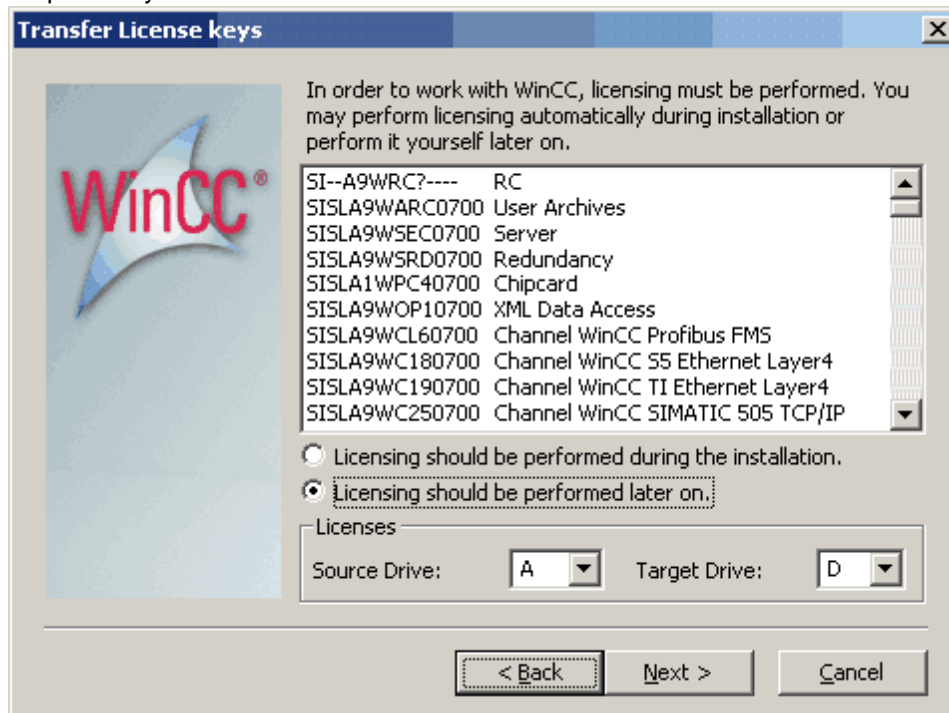 Transfer License keys
In order to work with WinCC, licensing must be performed. You
may perform licensing automatically during installation or
perform it yourself later on.
WinCC®
SI--A9WRC?---- RC
SISLA9WARC0700 User Archives
SISLA9WSEC0700 Server
SISLA9WSRD0700 Redundancy
SISLA1WPC40700 Chipcard
SISLA9WOP10700 XML Data Access
SISLA9WCL60700 Channel WinCC Profibus FMS
SISLA9WC180700 Channel WinCC S5 Ethernet Layer4
SISLA9WC190700 Channel WinCC TI Ethernet Layer4
SISLA9WC250700 Channel WinCC SIMATIC 505 TCP/IP
Licensing should be performed during the installation.
Licensing should be performed later on.
Licenses
Source Drive: A Target Drive: D
< Back Next > Cancel